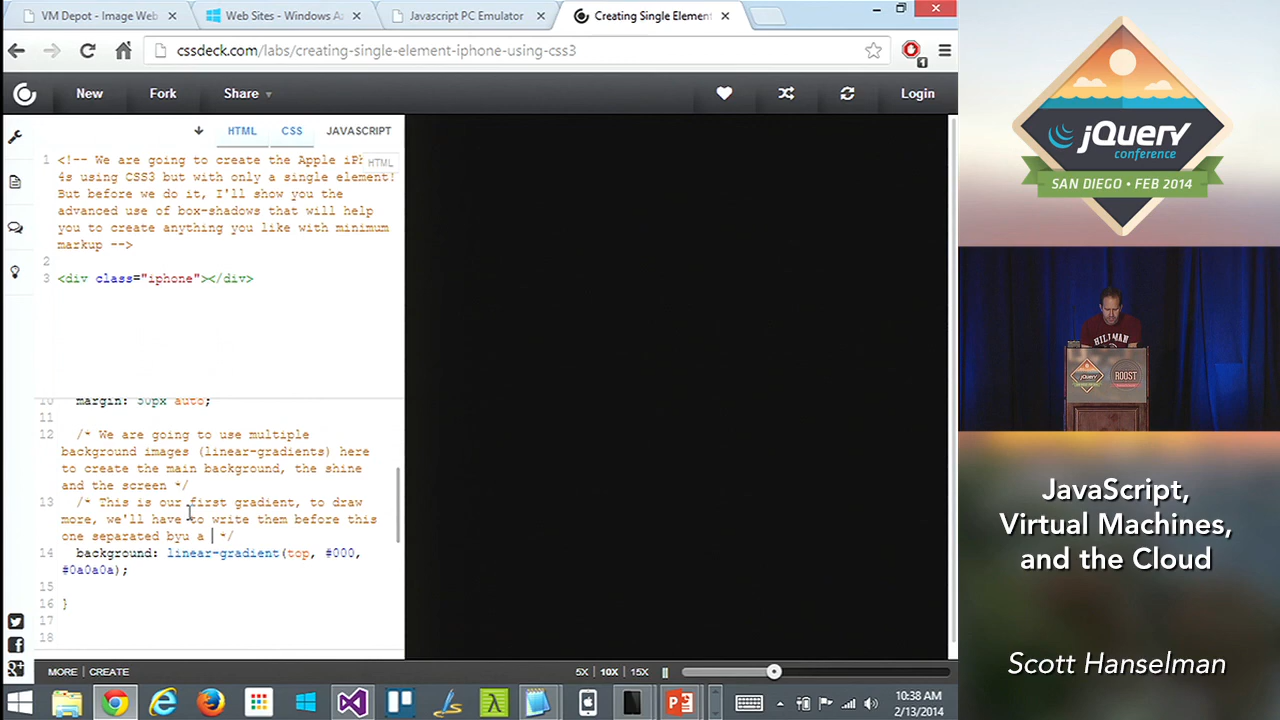 VM Depot - Image Web
Web Sites - Windows Az
Javascript PC Emulator
Creating Single Element
cssdeck.com/labs/creating-single-element-iphone-using-css3
1
New
Fork
Share
Login
HTML
CSS
JAVASCRIPT
HTML
1 <!-- We are going to create the Apple iPh
4s using CSS3 but with only a single element!
But before we do it, I'll show you the
advanced use of box-shadows that will help
you to create anything you like with minimum
markup -->
2
3 <div class="iphone"></div>
10 margin: 50px auto;
11
12 /* We are going to use multiple
background images (linear-gradients) here
to create the main background, the shine
and the screen */
13 /* This is our first gradient, to draw
more, we'll have to write them before this
one separated byu a */
14 background: linear-gradient(top, #000,
#0a0a0a);
15
16 }
17
18
MORE | CREATE
5X | 10X | 15X
10:38 AM
2/13/2014
jQuery
conference
SAN DIEGO • FEB 2014
HILLMAN
ROOST
JavaScript,
Virtual Machines,
and the Cloud
Scott Hanselman